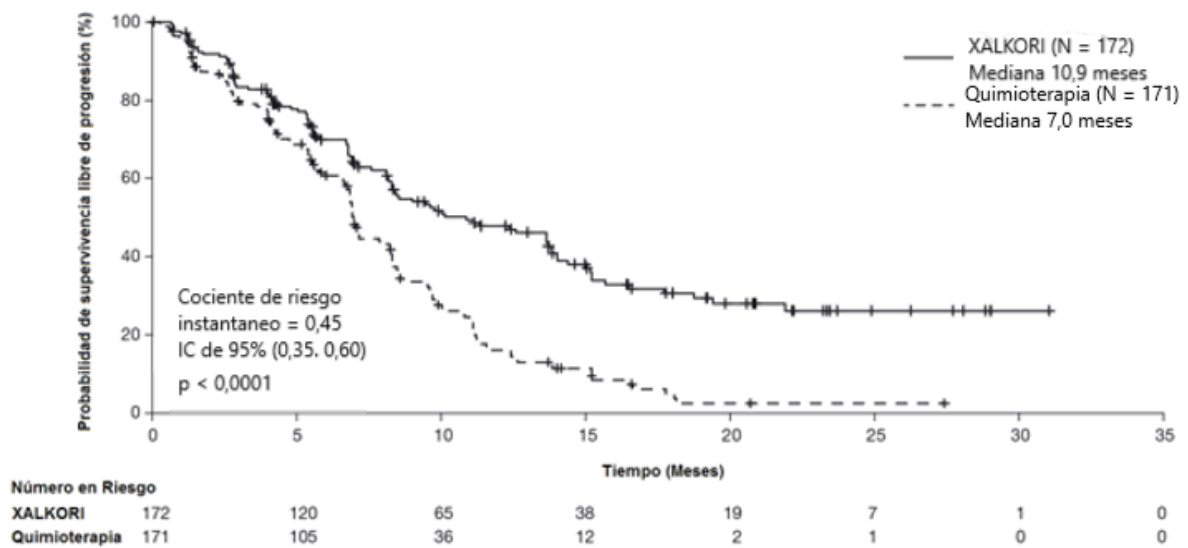 Probabilidad de supervivencia libre de progresión (%)
100
80
60
40
20
0
XALKORI (N = 172)
Mediana 10,9 meses
Quimioterapia (N = 171)
Mediana 7,0 meses
Cociente de riesgo
instantaneo = 0,45
IC de 95% (0,35. 0,60)
p < 0,0001
0 5 10 15 20 25 30 35
Tiempo (Meses)
Número en Riesgo
XALKORI 172 120 65 38 19 7 1 0
Quimioterapia 171 105 36 12 2 1 0 0